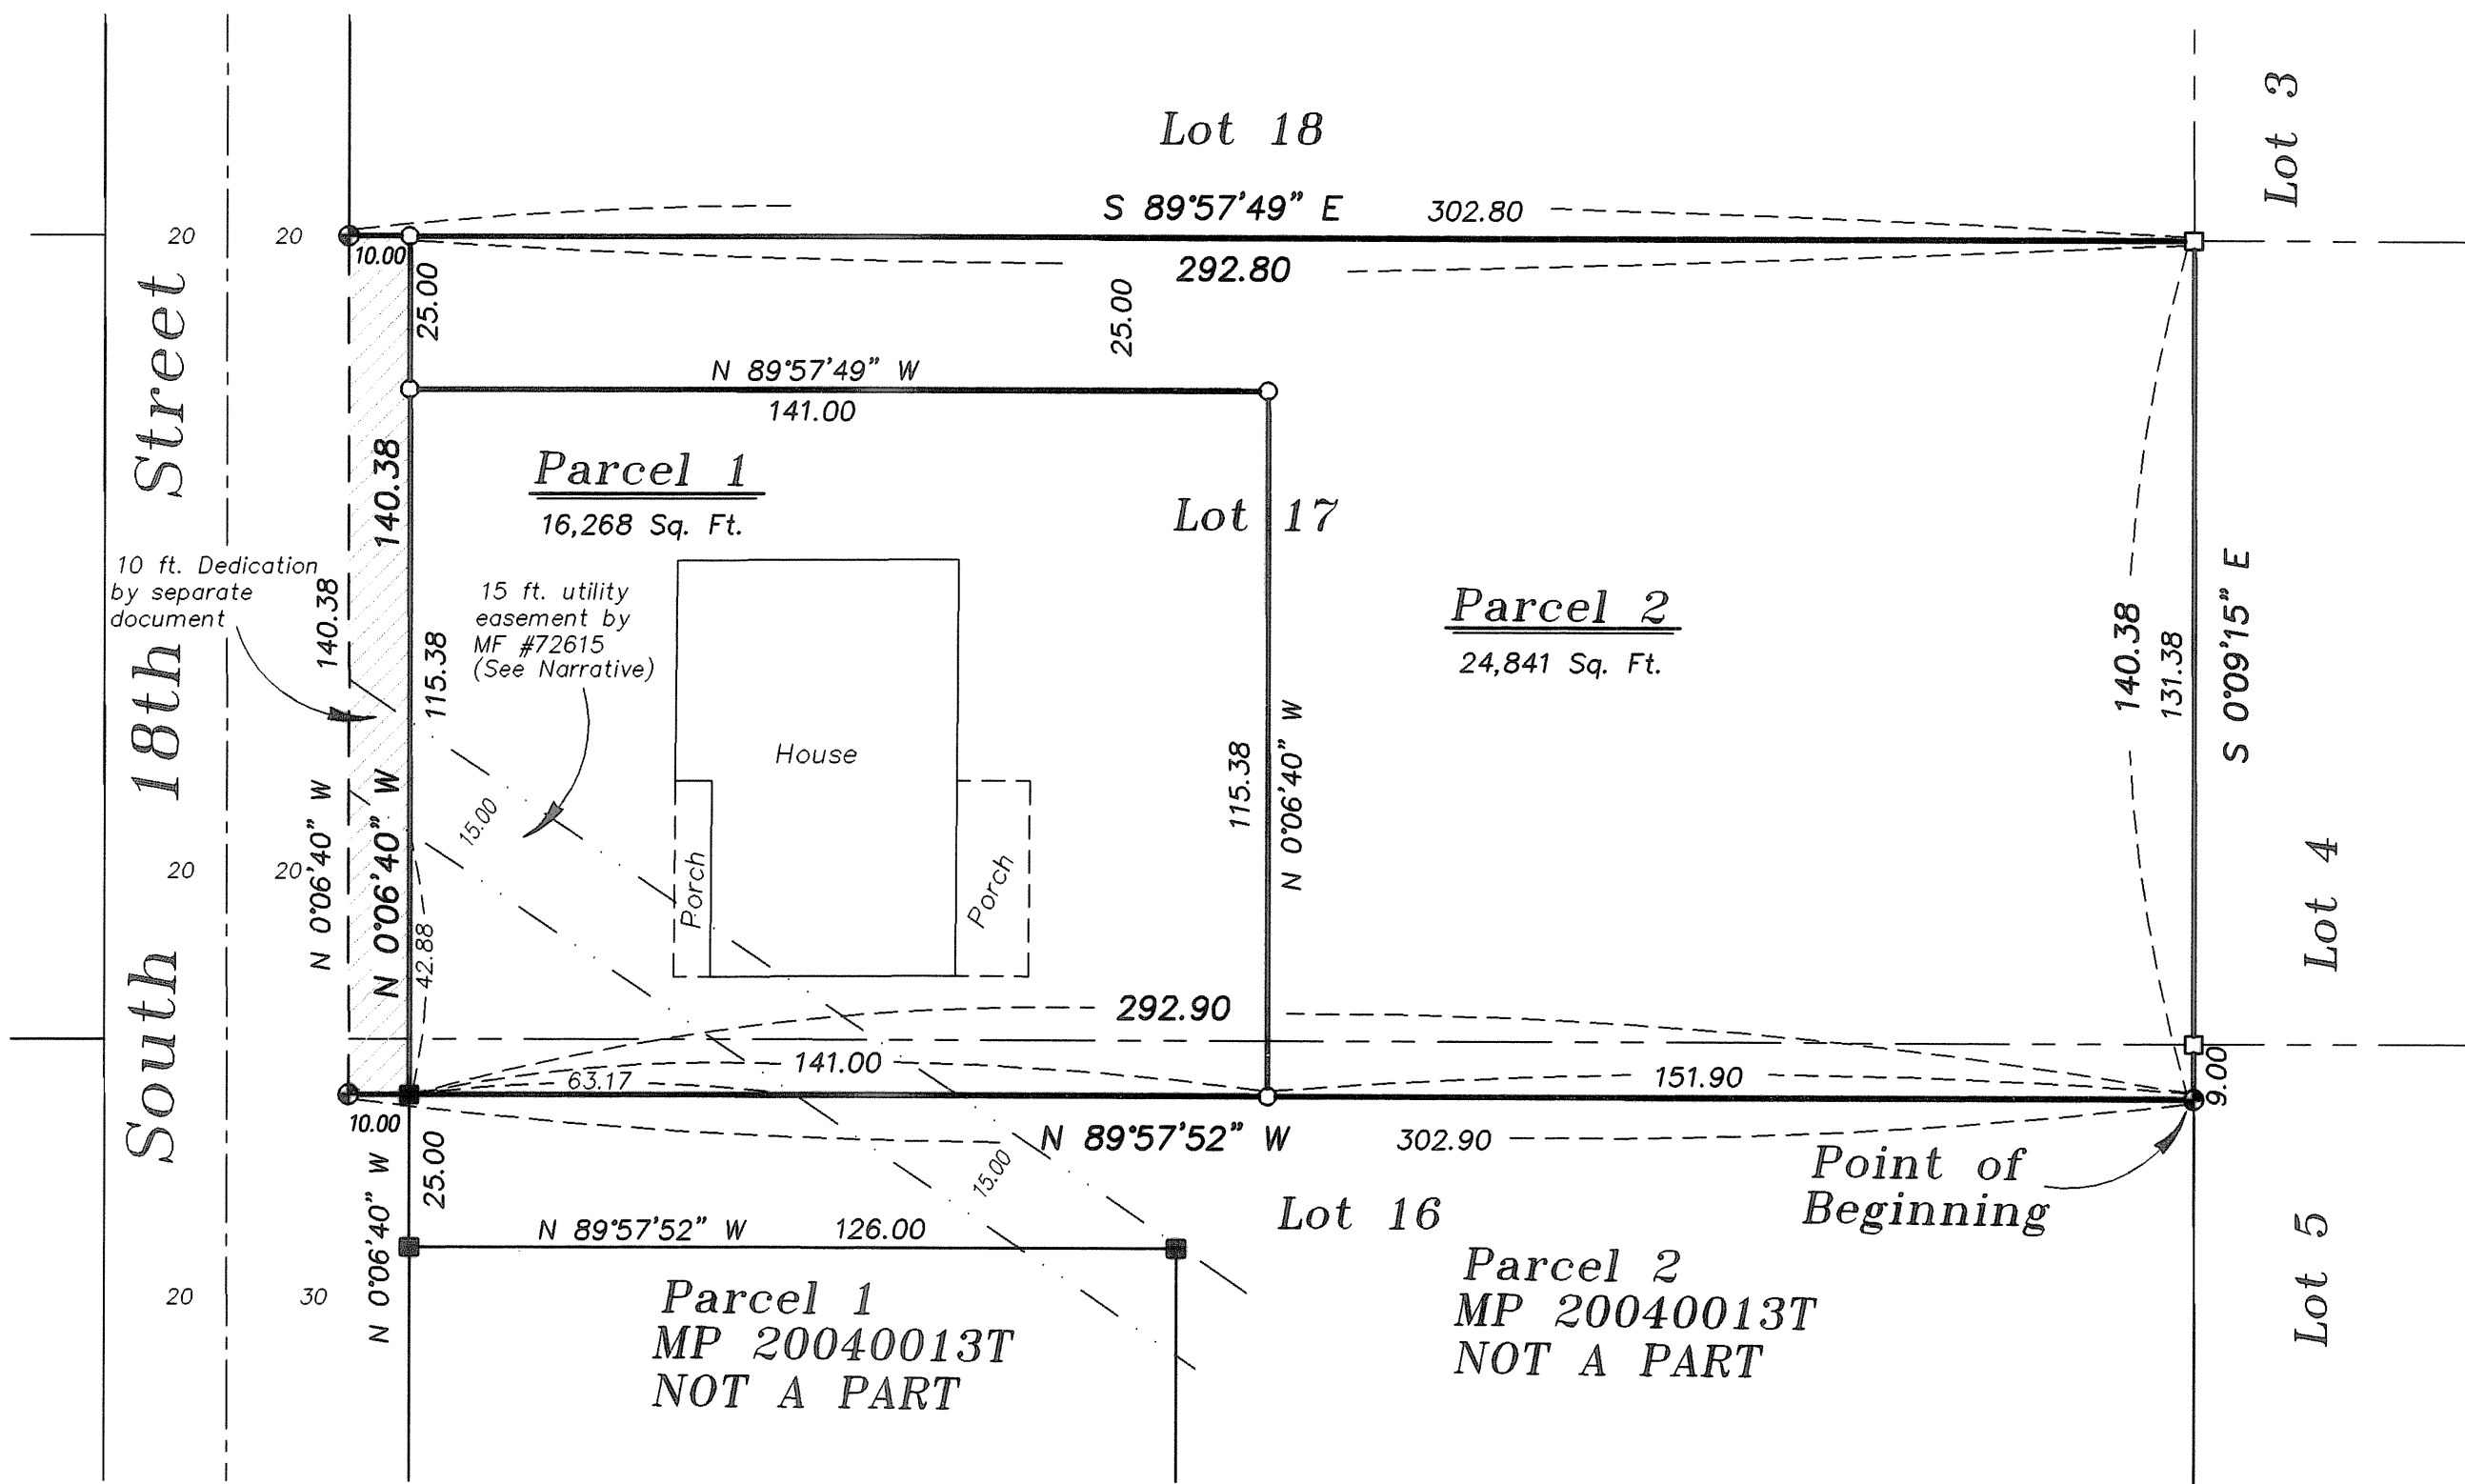 Lot 18
Lot 3
S 89°57'49" E 302.80
20 20
10.00
292.80
25.00
25.00
N 89°57'49" W
141.00
South 18th Street
140.38
Parcel 1
16,268 Sq. Ft.
Lot 17
10 ft. Dedication
by separate
document
140.38
15 ft. utility
easement by
MF #72615
(See Narrative)
115.38
Parcel 2
24,841 Sq. Ft.
140.38
131.38
S 0°09'15" E
House
115.38
N 0°06'40" W
N 0°06'40" W
N 0°06'40" W
15.00
Porch
Porch
20 20
42.88
Lot 4
292.90
141.00
63.17
151.90
9.00
10.00
N 89°57'52" W 302.90
25.00
N 0°06'40" W
15.00
Point of
Beginning
Lot 16
N 89°57'52" W 126.00
Lot 5
20 30
Parcel 1
MP 20040013T
NOT A PART
Parcel 2
MP 20040013T
NOT A PART